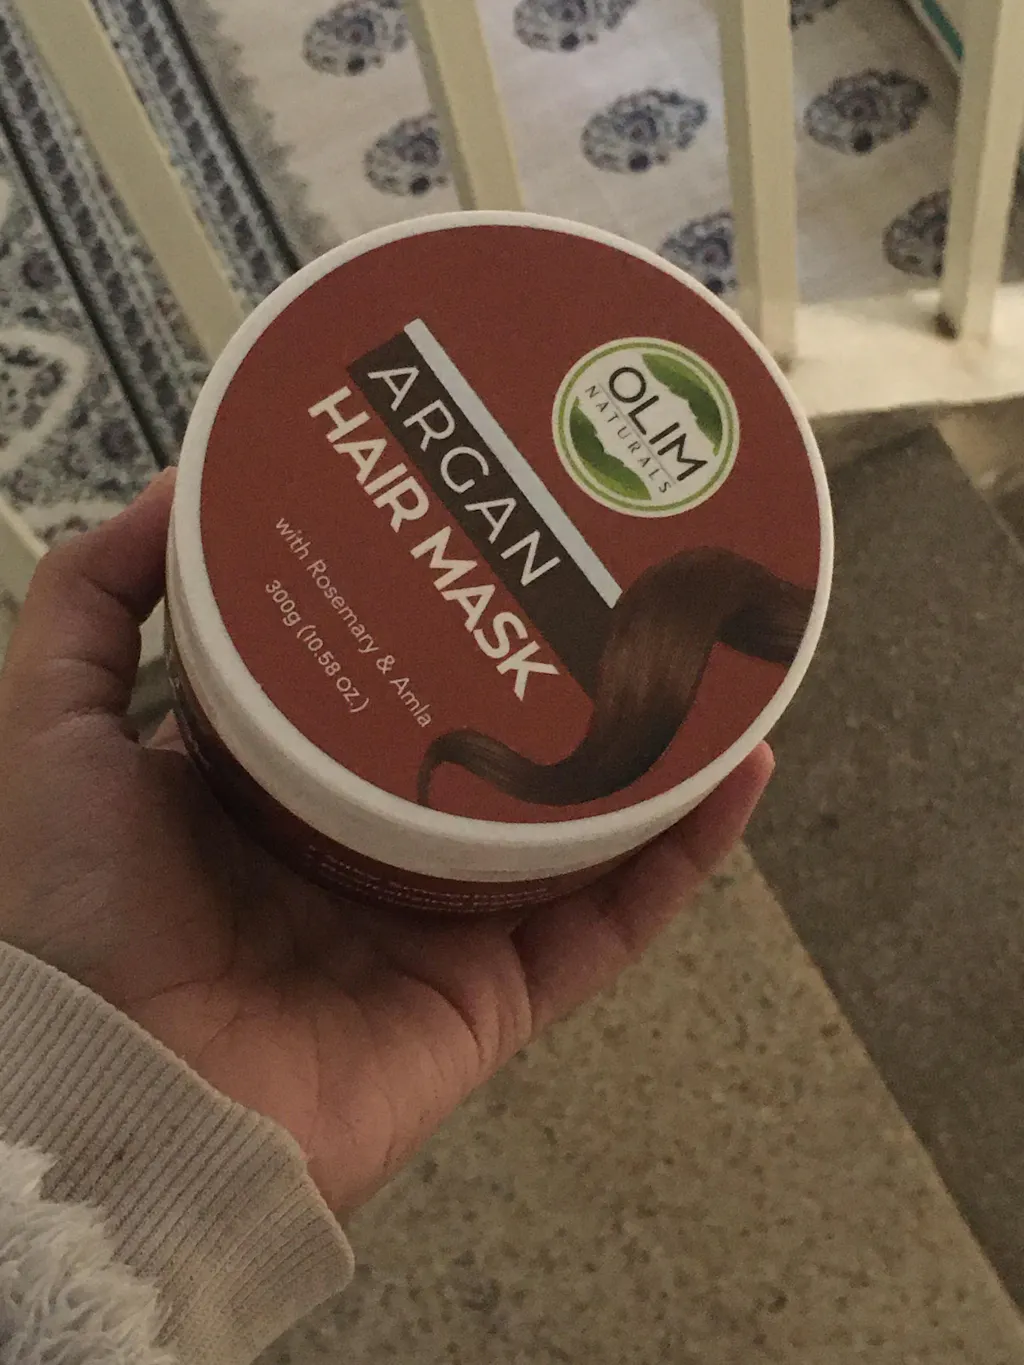 OLIM
NATURALS
ARGAN
HAIR MASK
with Rosemary & Amla
300g (10.58 OZ.)